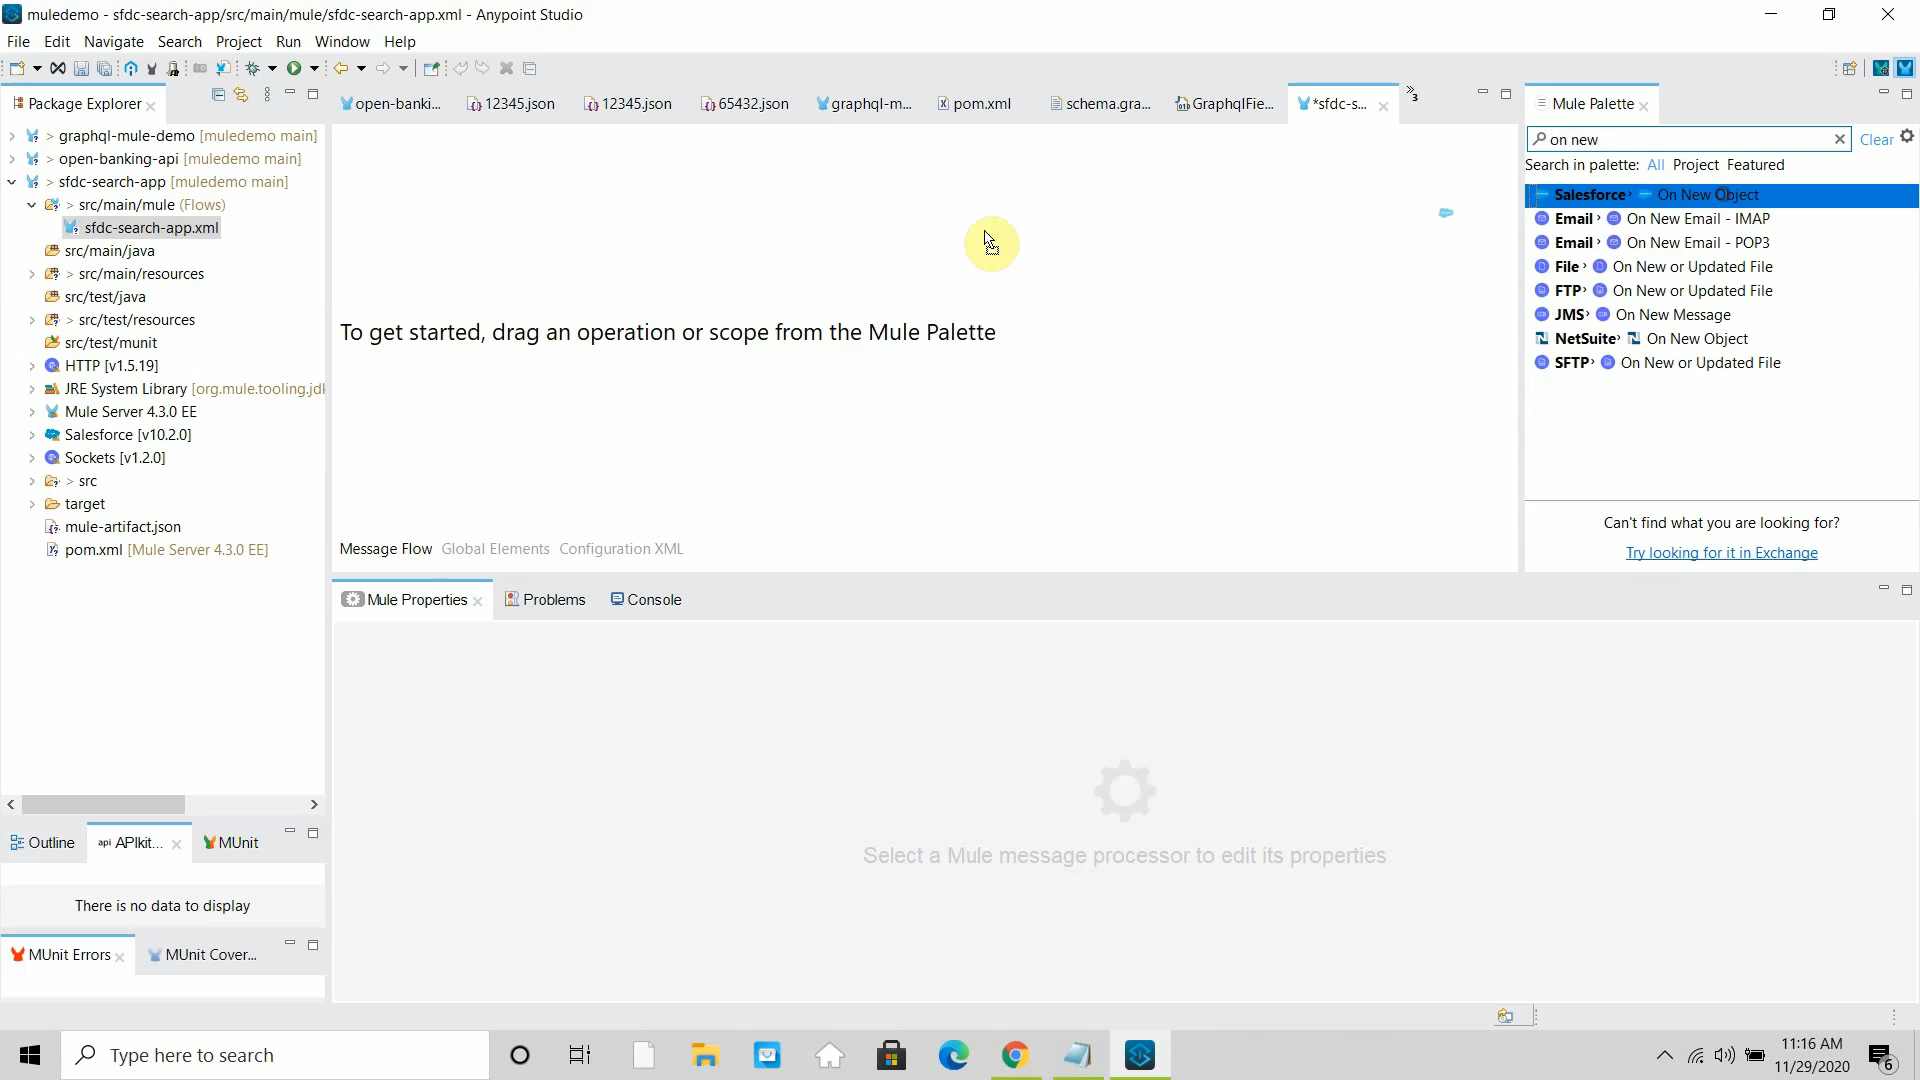 muledemo - sfdc-search-app/src/main/mule/sfdc-search-app.xml - Anypoint Studio
File Edit Navigate Search Project Run Window Help
Package Explorer
open-banki...
12345.json
12345.json
65432.json
graphql-m...
pom.xml
schema.gra...
GraphqlFie...
*sfdc-s...
3
Mule Palette
> graphql-mule-demo [muledemo main]
> open-banking-api [muledemo main]
> sfdc-search-app [muledemo main]
> src/main/mule (Flows)
sfdc-search-app.xml
src/main/java
> src/main/resources
src/test/java
> src/test/resources
src/test/munit
HTTP [v1.5.19]
JRE System Library [org.mule.tooling.jdk
Mule Server 4.3.0 EE
Salesforce [v10.2.0]
Sockets [v1.2.0]
> src
target
mule-artifact.json
pom.xml [Mule Server 4.3.0 EE]
To get started, drag an operation or scope from the Mule Palette
Message Flow Global Elements Configuration XML
on new
Clear
Search in palette: All Project Featured
Salesforce On New Object
Email On New Email - IMAP
Email On New Email - POP3
File On New or Updated File
FTP On New or Updated File
JMS On New Message
NetSuite On New Object
SFTP On New or Updated File
Can't find what you are looking for?
Try looking for it in Exchange
Mule Properties
Problems
Console
Select a Mule message processor to edit its properties
Outline
api APIkit...
MUnit
There is no data to display
MUnit Errors
MUnit Cover...
Type here to search
11:16 AM
11/29/2020
6